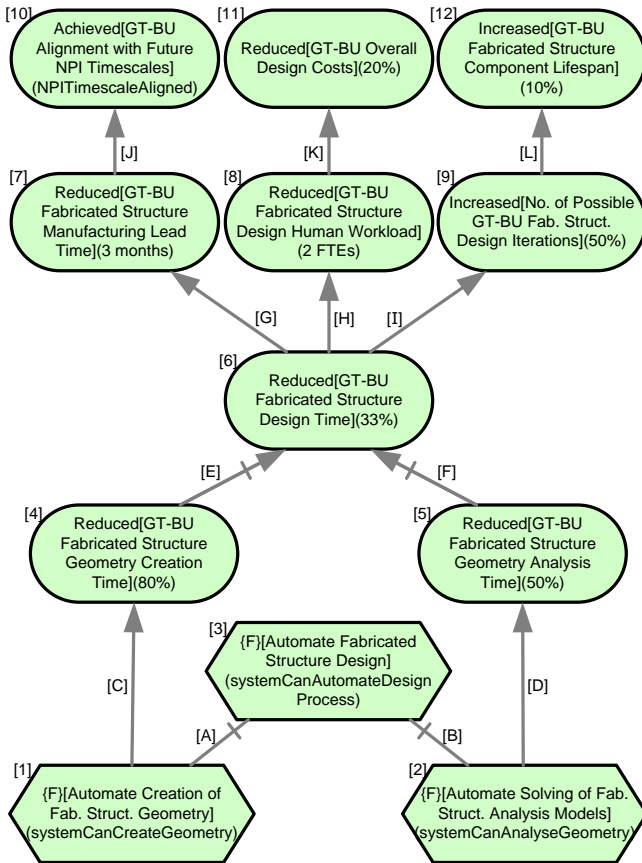 [10]
Achieved[GT-BU
Alignment with Future
NPI Timescales]
(NPITimescaleAligned)
[11]
Reduced[GT-BU Overall
Design Costs](20%)
[12]
Increased[GT-BU
Fabricated Structure
Component Lifespan]
(10%)
[J]
[K]
[L]
[7]
Reduced[GT-BU
Fabricated Structure
Manufacturing Lead
Time](3 months)
[8]
Reduced[GT-BU
Fabricated Structure
Design Human Workload]
(2 FTEs)
[9]
Increased[No. of Possible
GT-BU Fab. Struct.
Design Iterations](50%)
[G]
[H]
[I]
[6]
Reduced[GT-BU
Fabricated Structure
Design Time](33%)
[E]
[F]
[4]
Reduced[GT-BU
Fabricated Structure
Geometry Creation
Time](80%)
[5]
Reduced[GT-BU
Fabricated Structure
Geometry Analysis
Time](50%)
[3]
{F}[Automate Fabricated
Structure Design]
(systemCanAutomateDesign
Process)
[C]
[D]
[A]
[B]
[1]
{F}[Automate Creation of
Fab. Struct. Geometry]
(systemCanCreateGeometry)
[2]
{F}[Automate Solving of Fab.
Struct. Analysis Models]
(systemCanAnalyseGeometry)